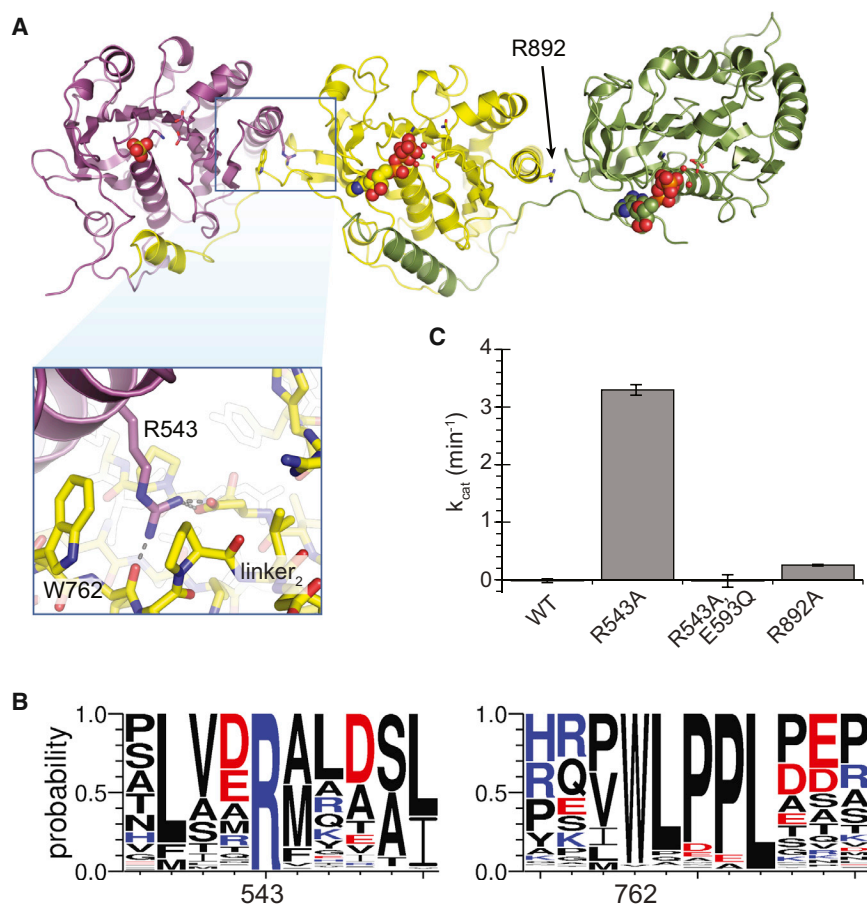 A
R892
R543
W762
linker2
C
4
3
2
1
0
kcat (min-1)
WT
R543A
R543A,
E593Q
R892A
B
probability
1.0
0.5
0.0
543
1.0
0.5
0.0
762